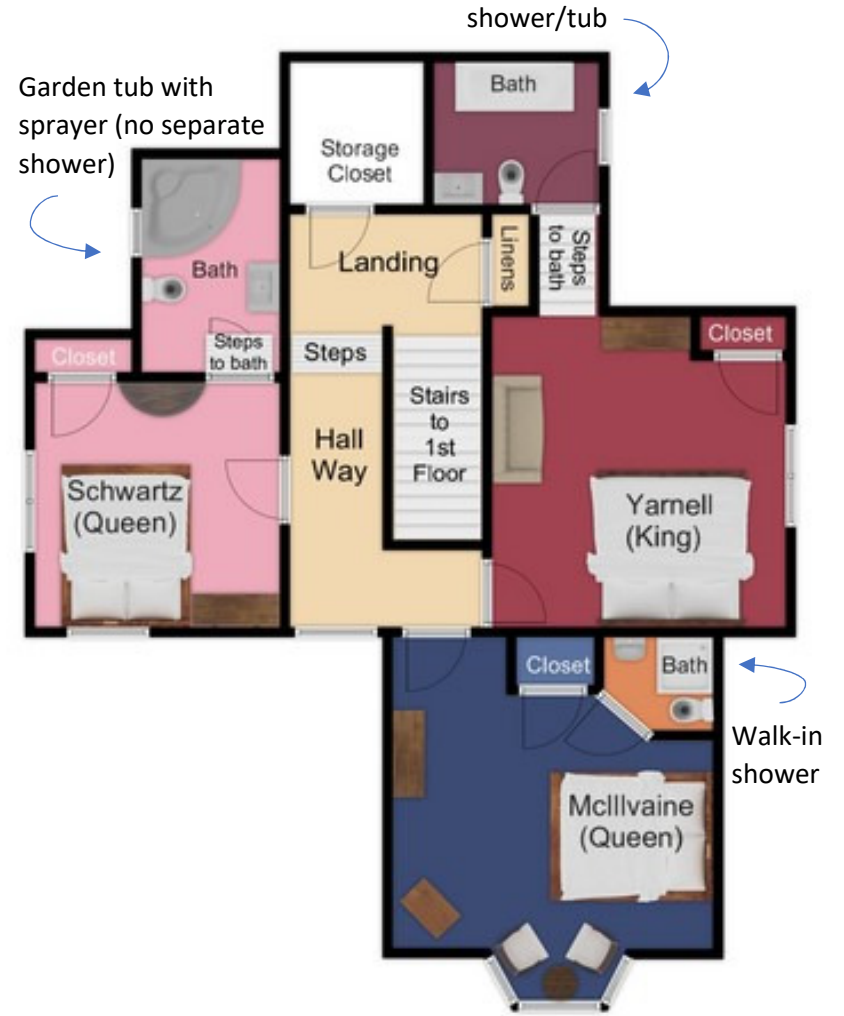 shower/tub
Garden tub with
sprayer (no separate
shower)
Bath
Storage
Closet
Bath
Landing
Linens
Steps
to bath
Steps
to bath
Closet
Steps
Closet
Stairs
to
1st
Floor
Hall
Way
Schwartz
(Queen)
Yarnell
(King)
Closet
Bath
Walk-in
shower
McIllvaine
(Queen)